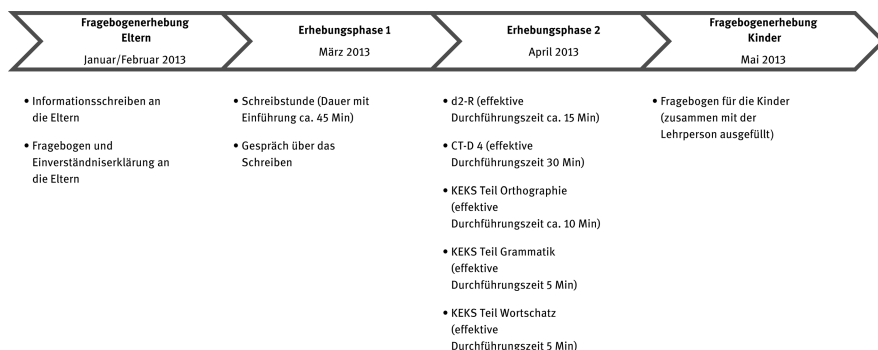 Fragebogenerhebung
Eltern
Januar/Februar 2013
Erhebungsphase 1
März 2013
Erhebungsphase 2
April 2013
Fragebogenerhebung
Kinder
Mai 2013
• Informationsschreiben an
die Eltern
• Fragebogen und
Einverständniserklärung an
die Eltern
• Schreibstunde (Dauer mit
Einführung ca. 45 Min)
• Gespräch über das
Schreiben
• d2-R (effektive
Durchführungszeit ca. 15 Min)
• CT-D 4 (effektive
Durchführungszeit 30 Min)
• KEKS Teil Orthographie
(effektive
Durchführungszeit ca. 10 Min)
• KEKS Teil Grammatik
(effektive
Durchführungszeit 5 Min)
• KEKS Teil Wortschatz
(effektive
Durchführungszeit 5 Min)
• Fragebogen für die Kinder
(zusammen mit der
Lehrperson ausgefüllt)